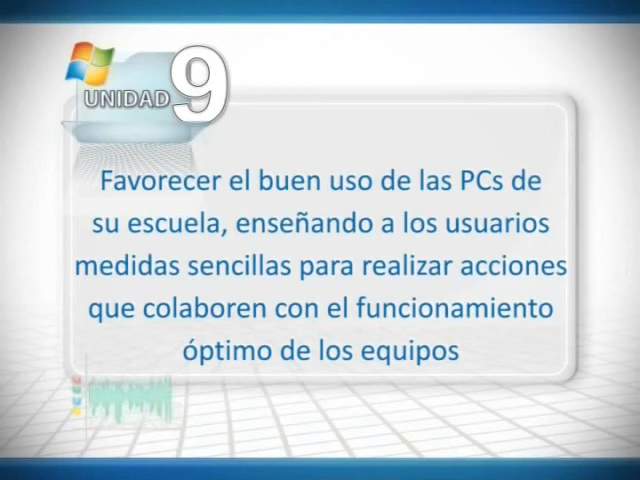 UNIDAD 9
Favorecer el buen uso de las PCs de
su escuela, enseñando a los usuarios
medidas sencillas para realizar acciones
que colaboren con el funcionamiento
óptimo de los equipos